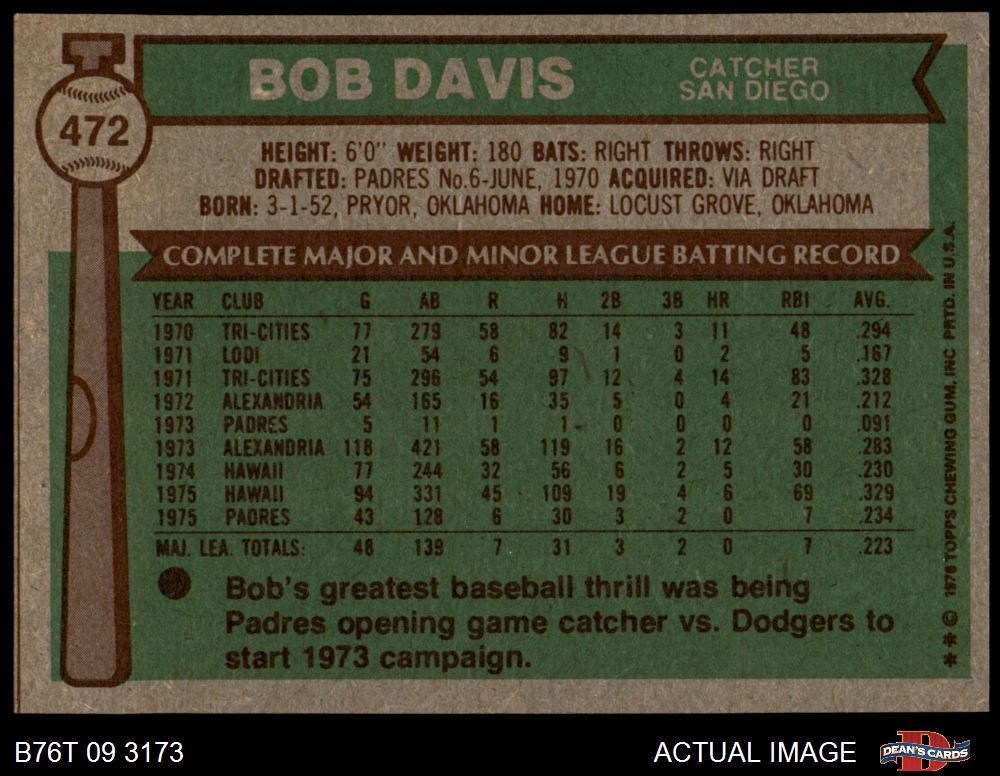 472
BOB DAVIS
CATCHER
SAN DIEGO
HEIGHT: 6'0" WEIGHT: 180 BATS: RIGHT THROWS: RIGHT
DRAFTED: PADRES No.6-JUNE, 1970 ACQUIRED: VIA DRAFT
BORN: 3-1-52, PRYOR, OKLAHOMA HOME: LOCUST GROVE, OKLAHOMA
COMPLETE MAJOR AND MINOR LEAGUE BATTING RECORD
YEAR CLUB G AB R H 2B 3B HR RBI AVG.
1970 TRI-CITIES 77 279 58 82 14 3 11 48 .294
1971 LODI 21 54 6 9 1 0 2 5 .167
1971 TRI-CITIES 75 296 54 97 12 4 14 83 .328
1972 ALEXANDRIA 54 165 16 35 5 0 4 21 .212
1973 PADRES 5 11 1 1 0 0 0 0 .091
1973 ALEXANDRIA 118 421 58 119 16 2 12 58 .283
1974 HAWAII 77 244 32 56 6 2 5 30 .230
1975 HAWAII 94 331 45 109 19 4 6 69 .329
1975 PADRES 43 128 6 30 3 2 0 7 .234
MAJ. LEA. TOTALS: 48 139 7 31 3 2 0 7 .223
Bob's greatest baseball thrill was being
Padres opening game catcher vs. Dodgers to
start 1973 campaign.
* * © 1976 TOPPS CHEWING GUM, INC PRTD. IN U.S.A.
B76T 09 3173
ACTUAL IMAGE
D
DEAN'S CARDS